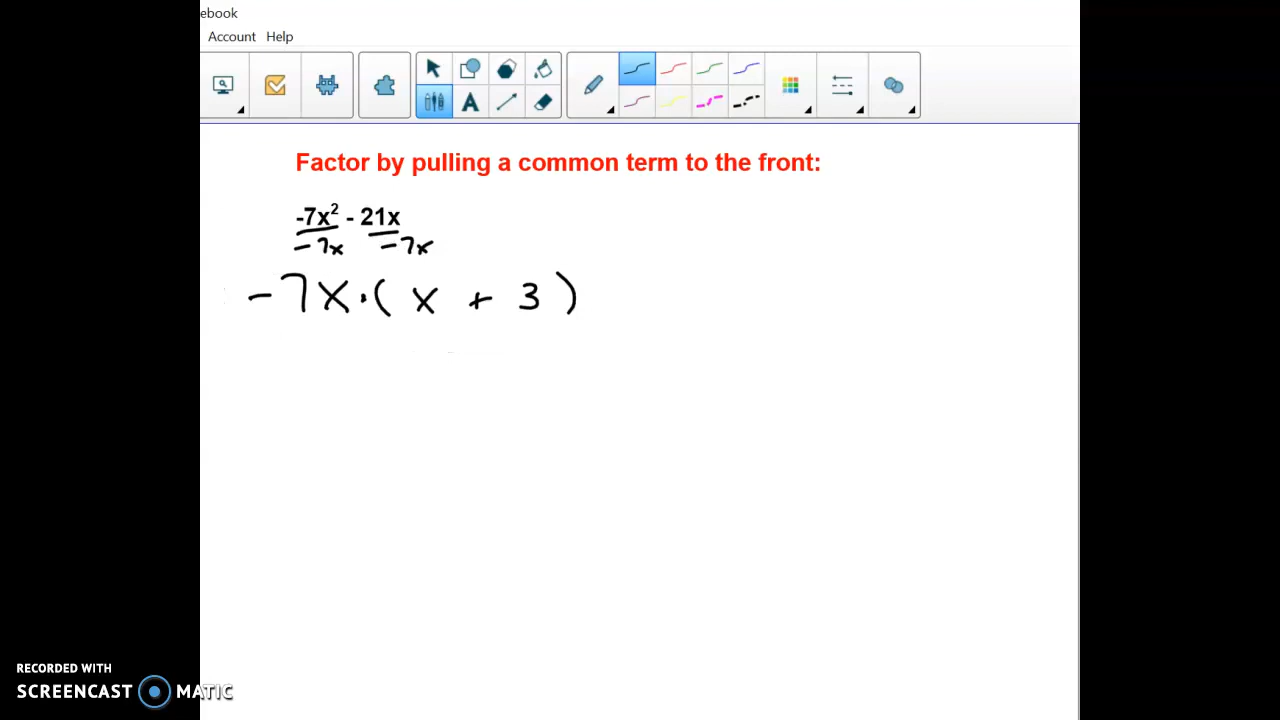 ebook
Account Help
Factor by pulling a common term to the front:
-7x² - 21x
-7x -7x
-7x·(x + 3)
RECORDED WITH
SCREENCAST MATIC